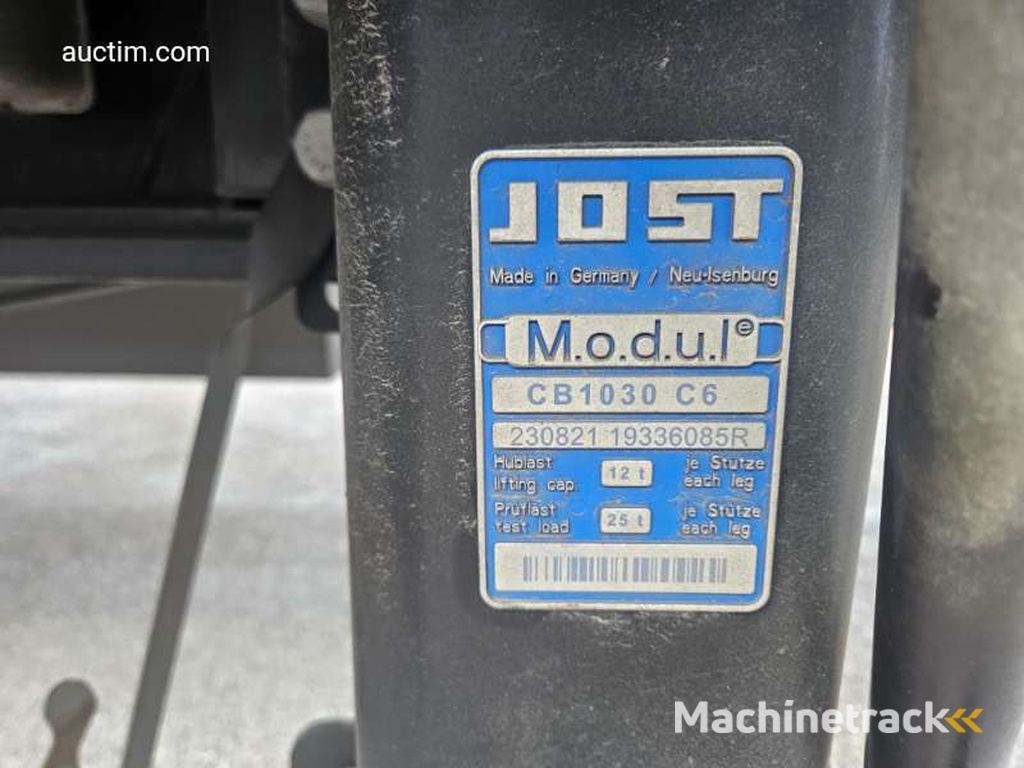 auctim.com
JOST
Made in Germany / Neu-Isenburg
M.o.d.u.l e
CB1030 C6
230821 19336085R
Hublast 12 t je Stütze
lifting cap. each leg
Prüflast 25 t je Stütze
test load each leg
Machinetrack